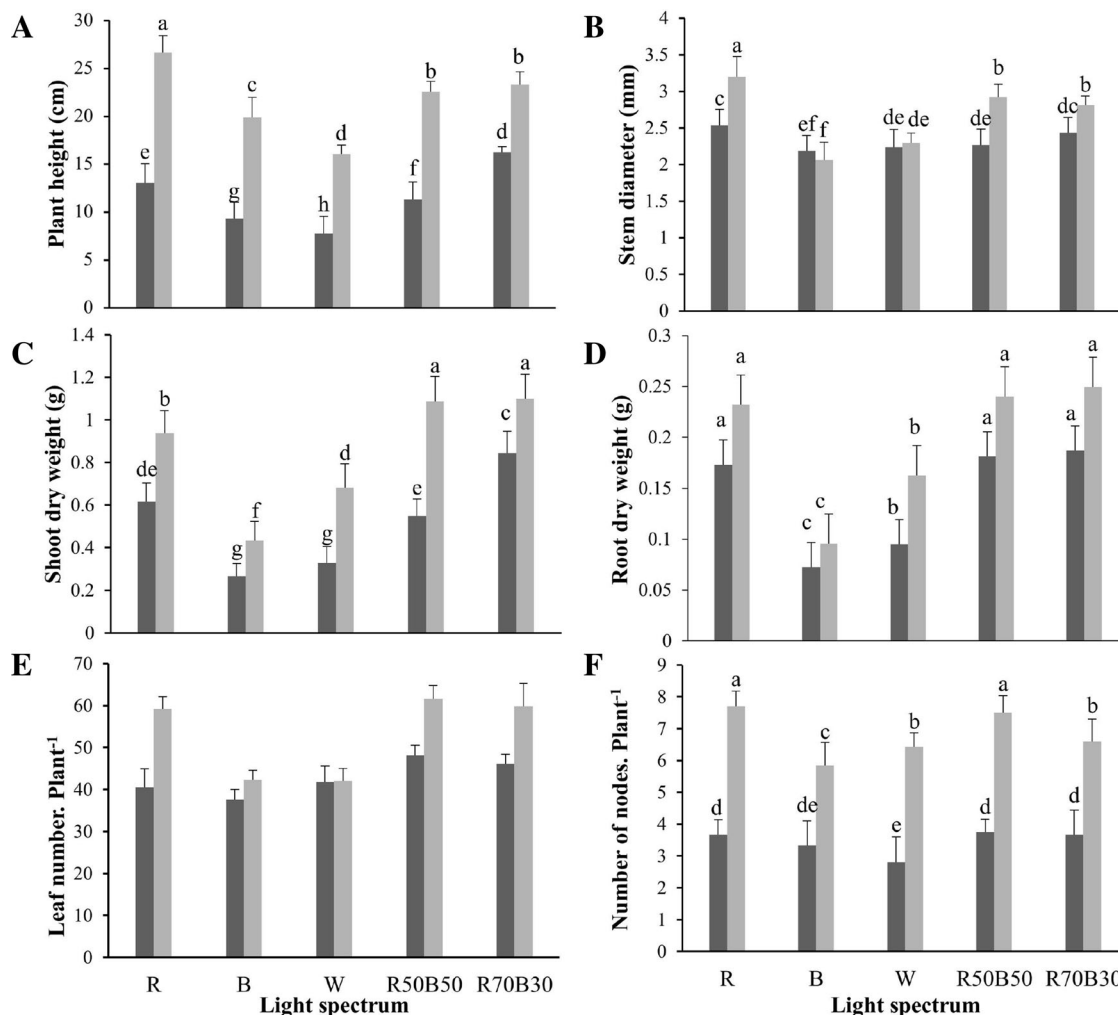 A
Plant height (cm)
30
25
20
15
10
5
0
e a
g c
h d
f b
d b
B
Stem diameter (mm)
4
3.5
3
2.5
2
1.5
1
0.5
0
c a
ef f
de de
de b
dc b
C
Shoot dry weight (g)
1.4
1.2
1
0.8
0.6
0.4
0.2
0
de b
g f
g d
e a
c a
D
Root dry weight (g)
0.3
0.25
0.2
0.15
0.1
0.05
0
a a
c c
b b
a a
a a
E
Leaf number. Plant-1
70
60
50
40
30
20
10
0
R B W R50B50 R70B30
Light spectrum
F
Number of nodes. Plant-1
9
8
7
6
5
4
3
2
1
0
d a
de c
e b
d a
d b
R B W R50B50 R70B30
Light spectrum